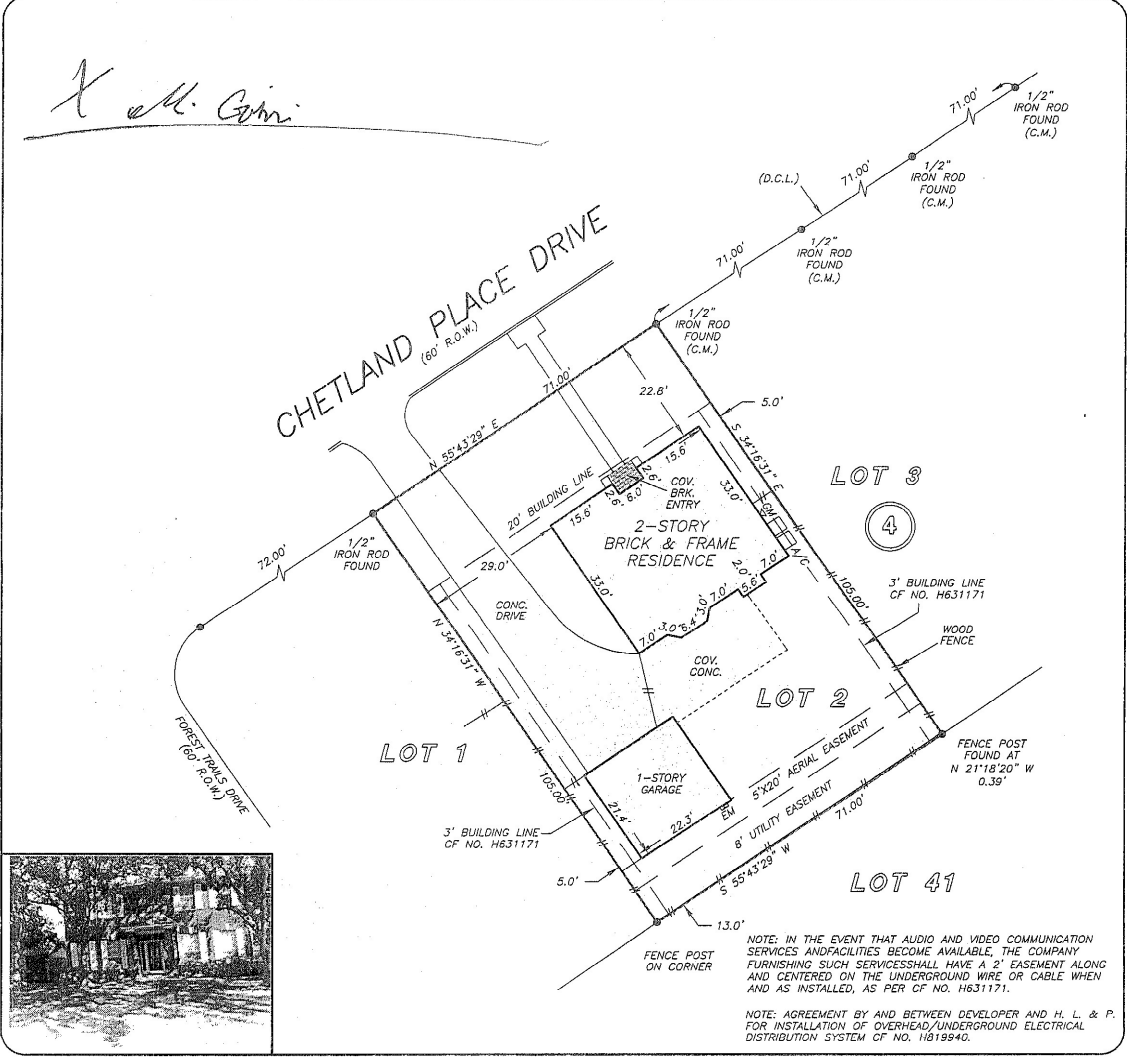 X
71.00'
1/2"
IRON ROD
FOUND
(C.M.)
71.00'
1/2"
IRON ROD
FOUND
(C.M.)
(D.C.L.)
71.00'
1/2"
IRON ROD
FOUND
(C.M.)
CHETLAND PLACE DRIVE
(60' R.O.W.)
1/2"
IRON ROD
FOUND
(C.M.)
71.00'
N 55°43'29" E
22.8'
5.0'
S 34°16'31" E
LOT 3
4
20' BUILDING LINE
15.6'
2.6'
6.0'
2.6'
15.6'
COV.
BRK.
ENTRY
33.0'
GM
A/C
2-STORY
BRICK & FRAME
RESIDENCE
72.00'
1/2"
IRON ROD
FOUND
29.0'
33.0'
CONC.
DRIVE
7.0'
3.0'
6.4'
3.0'
7.0'
5.6'
2.0'
7.0'
105.00'
3' BUILDING LINE
CF NO. H631171
WOOD
FENCE
N 34°16'31" W
COV.
CONC.
LOT 2
FOREST TRAILS DRIVE
(60' R.O.W.)
LOT 1
105.00'
1-STORY
GARAGE
21.4'
22.3'
EM
5'X20' AERIAL EASEMENT
8' UTILITY EASEMENT
71.00'
S 55°43'29" W
FENCE POST
FOUND AT
N 21°18'20" W
0.39'
3' BUILDING LINE
CF NO. H631171
5.0'
13.0'
LOT 41
FENCE POST
ON CORNER
NOTE: IN THE EVENT THAT AUDIO AND VIDEO COMMUNICATION
SERVICES ANDFACILITIES BECOME AVAILABLE, THE COMPANY
FURNISHING SUCH SERVICESSHALL HAVE A 2' EASEMENT ALONG
AND CENTERED ON THE UNDERGROUND WIRE OR CABLE WHEN
AND AS INSTALLED, AS PER CF NO. H631171.
NOTE: AGREEMENT BY AND BETWEEN DEVELOPER AND H. L. & P.
FOR INSTALLATION OF OVERHEAD/UNDERGROUND ELECTRICAL
DISTRIBUTION SYSTEM CF NO. H819940.